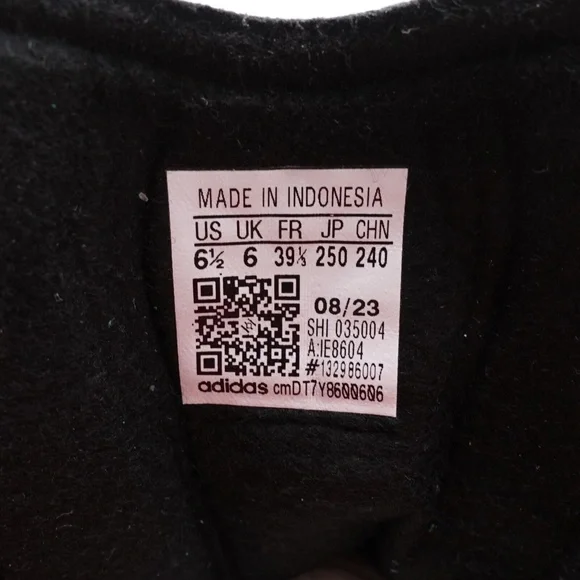 MADE IN INDONESIA
US UK FR JP CHN
6½ 6 39⅓ 250 240
08/23
SHI 035004
A:IE8604
#132986007
adidas cmDT7Y8600606